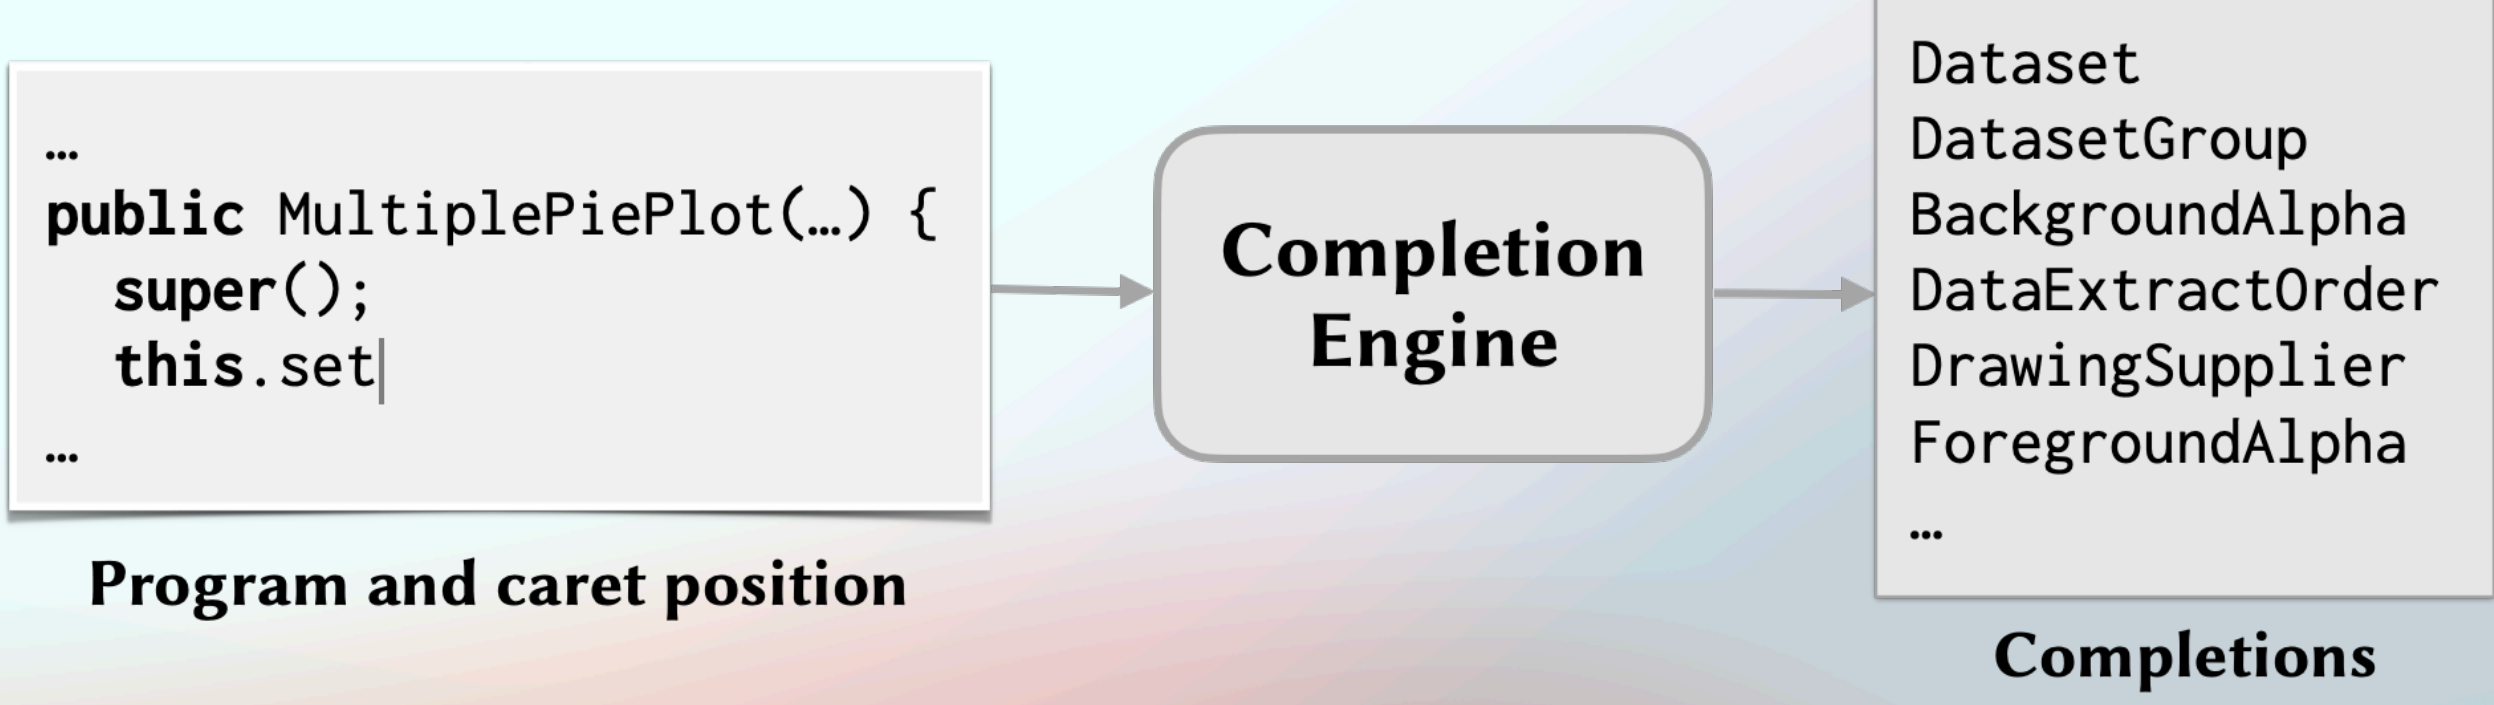 …
public MultiplePiePlot(…) {
super();
this.set
…
Program and caret position
Completion
Engine
Dataset
DatasetGroup
BackgroundAlpha
DataExtractOrder
DrawingSupplier
ForegroundAlpha
…
Completions